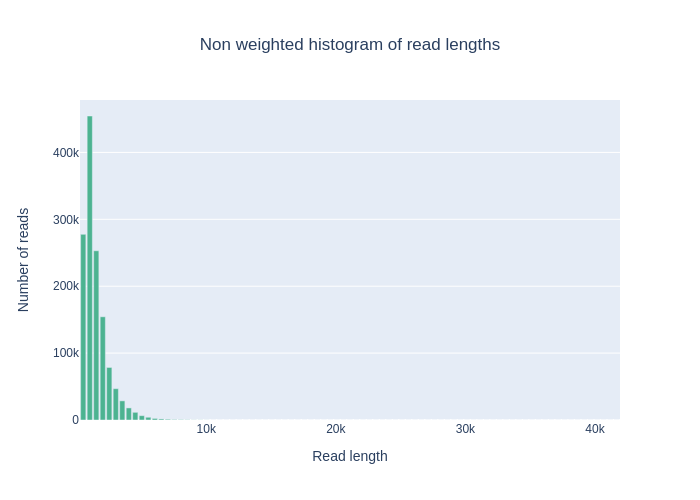 Non weighted histogram of read lengths
Number of reads
400k
300k
200k
100k
0
10k
20k
30k
40k
Read length